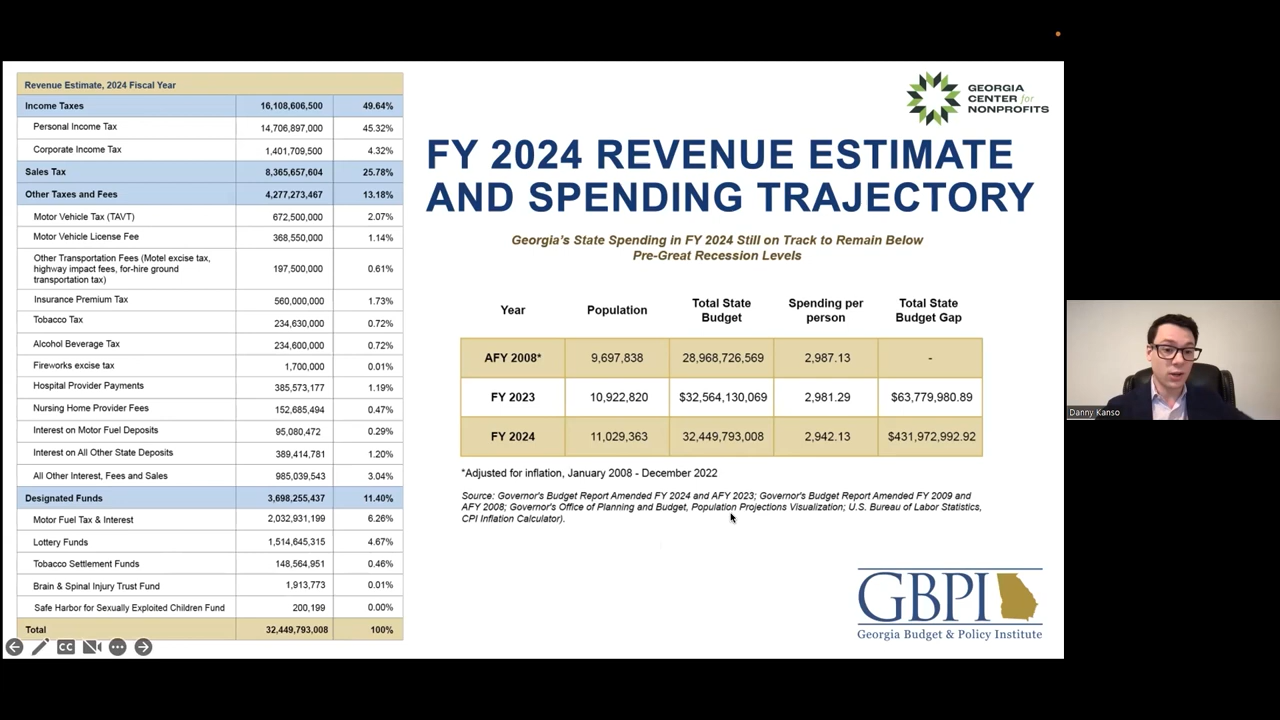 Revenue Estimate, 2024 Fiscal Year
Income Taxes 16,108,606,500 49.64%
Personal Income Tax 14,706,897,000 45.32%
Corporate Income Tax 1,401,709,500 4.32%
Sales Tax 8,365,657,604 25.78%
Other Taxes and Fees 4,277,273,467 13.18%
Motor Vehicle Tax (TAVT) 672,500,000 2.07%
Motor Vehicle License Fee 368,550,000 1.14%
Other Transportation Fees (Motel excise tax,
highway impact fees, for-hire ground 197,500,000 0.61%
transportation tax)
Insurance Premium Tax 560,000,000 1.73%
Tobacco Tax 234,630,000 0.72%
Alcohol Beverage Tax 234,600,000 0.72%
Fireworks excise tax 1,700,000 0.01%
Hospital Provider Payments 385,573,177 1.19%
Nursing Home Provider Fees 152,685,494 0.47%
Interest on Motor Fuel Deposits 95,080,472 0.29%
Interest on All Other State Deposits 389,414,781 1.20%
All Other Interest, Fees and Sales 985,039,543 3.04%
Designated Funds 3,698,255,437 11.40%
Motor Fuel Tax & Interest 2,032,931,199 6.26%
Lottery Funds 1,514,645,315 4.67%
Tobacco Settlement Funds 148,564,951 0.46%
Brain & Spinal Injury Trust Fund 1,913,773 0.01%
Safe Harbor for Sexually Exploited Children Fund 200,199 0.00%
Total 32,449,793,008 100%
CC
GEORGIA
CENTER for
NONPROFITS
FY 2024 REVENUE ESTIMATE
AND SPENDING TRAJECTORY
Georgia's State Spending in FY 2024 Still on Track to Remain Below
Pre-Great Recession Levels
Year Population Total State Budget Spending per person Total State Budget Gap
AFY 2008* 9,697,838 28,968,726,569 2,987.13 -
FY 2023 10,922,820 $32,564,130,069 2,981.29 $63,779,980.89
FY 2024 11,029,363 32,449,793,008 2,942.13 $431,972,992.92
*Adjusted for inflation, January 2008 - December 2022
Source: Governor's Budget Report Amended FY 2024 and AFY 2023; Governor's Budget Report Amended FY 2009 and
AFY 2008; Governor's Office of Planning and Budget, Population Projections Visualization; U.S. Bureau of Labor Statistics,
CPI Inflation Calculator).
GBPI
Georgia Budget & Policy Institute
Danny Kanso